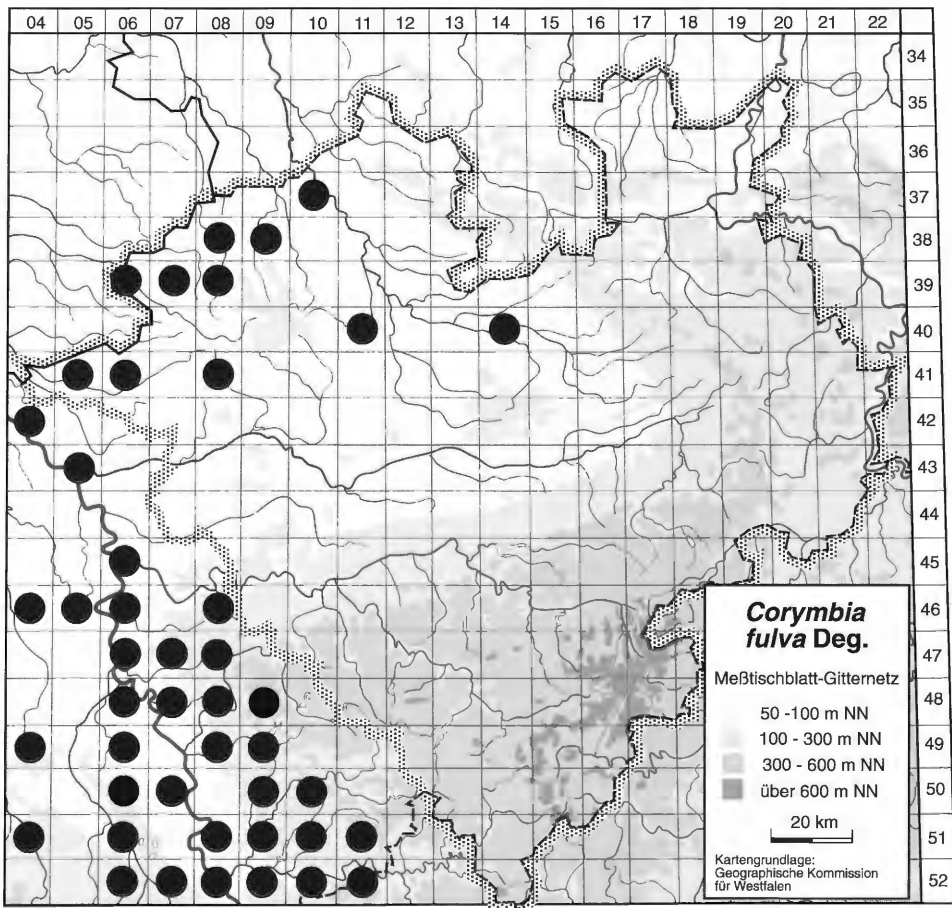 04 05 06 07 08 09 10 11 12 13 14 15 16 17 18 19 20 21 22
34
35
36
37
38
39
40
41
42
43
44
45
46
47
48
49
50
51
52
Corymbia
fulva Deg.
Meßtischblatt-Gitternetz
50 -100 m NN
100 - 300 m NN
300 - 600 m NN
über 600 m NN
20 km
Kartengrundlage:
Geographische Kommission
für Westfalen